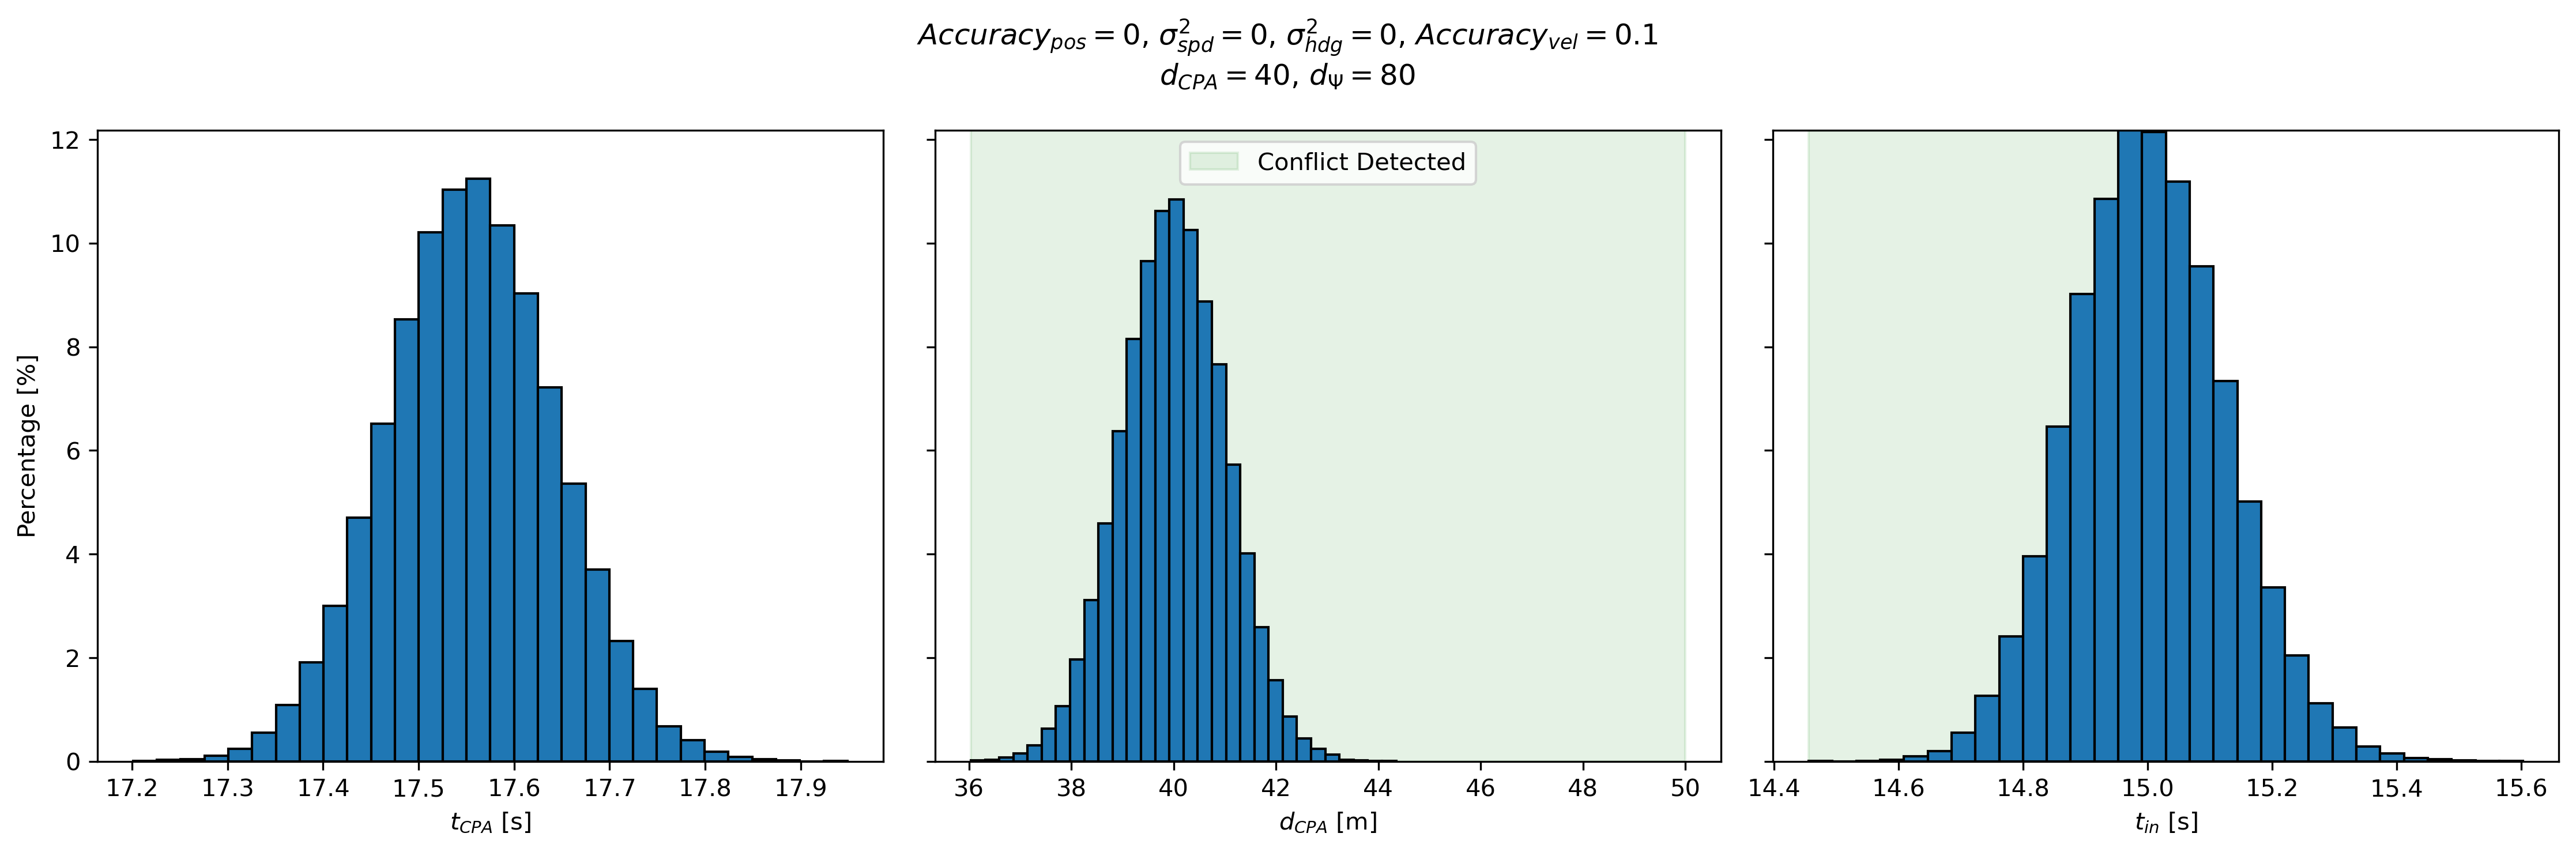 Accuracy_pos = 0, σ²_spd = 0, σ²_hdg = 0, Accuracy_vel = 0.1
d_CPA = 40, d_Ψ = 80
Percentage [%]
12
10
8
6
4
2
0
17.2 17.3 17.4 17.5 17.6 17.7 17.8 17.9
t_CPA [s]
Conflict Detected
36 38 40 42 44 46 48 50
d_CPA [m]
14.4 14.6 14.8 15.0 15.2 15.4 15.6
t_in [s]